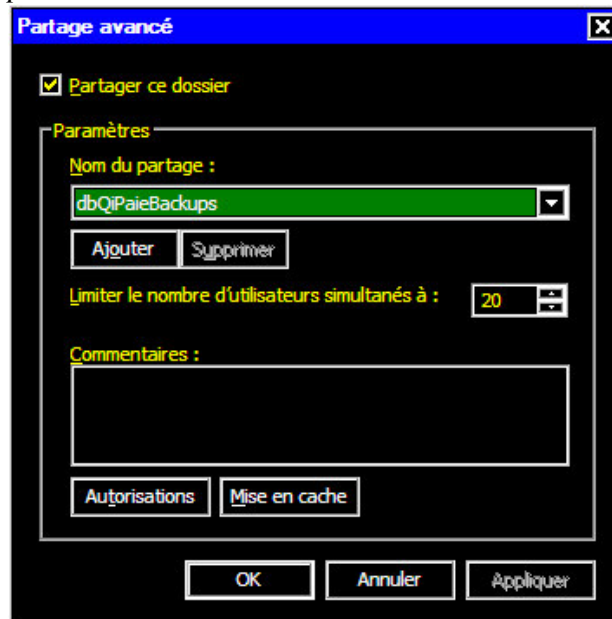 Partage avancé
Partager ce dossier
Paramètres
Nom du partage :
dbQiPaieBackups
Ajouter Supprimer
Limiter le nombre d'utilisateurs simultanés à : 20
Commentaires :
Autorisations Mise en cache
OK Annuler Appliquer